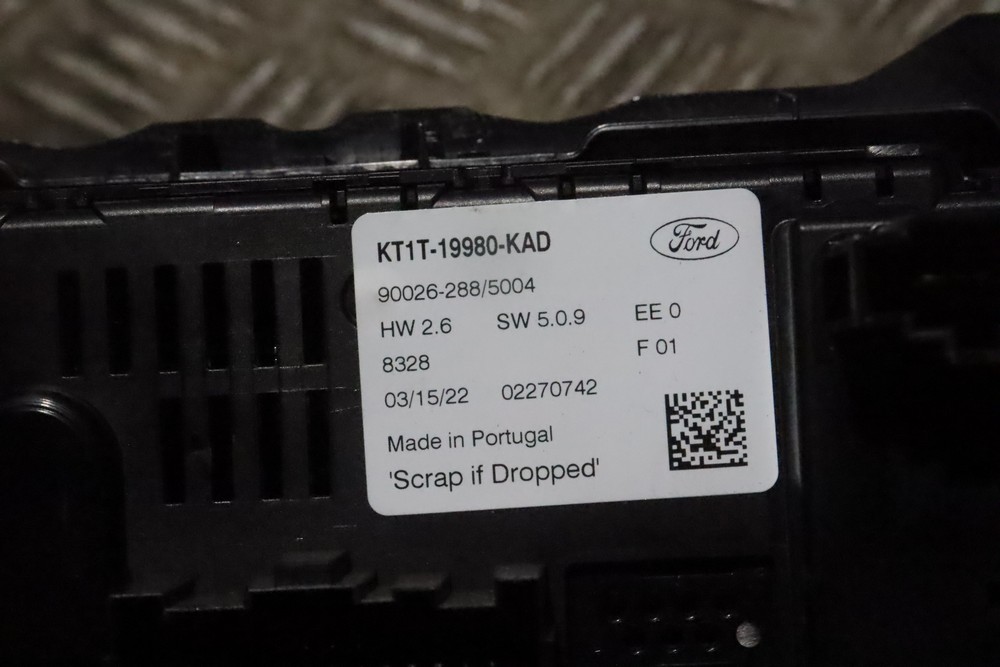 KT1T-19980-KAD Ford
90026-288/5004
HW 2.6 SW 5.0.9 EE 0
8328 F 01
03/15/22 02270742
Made in Portugal
'Scrap if Dropped'